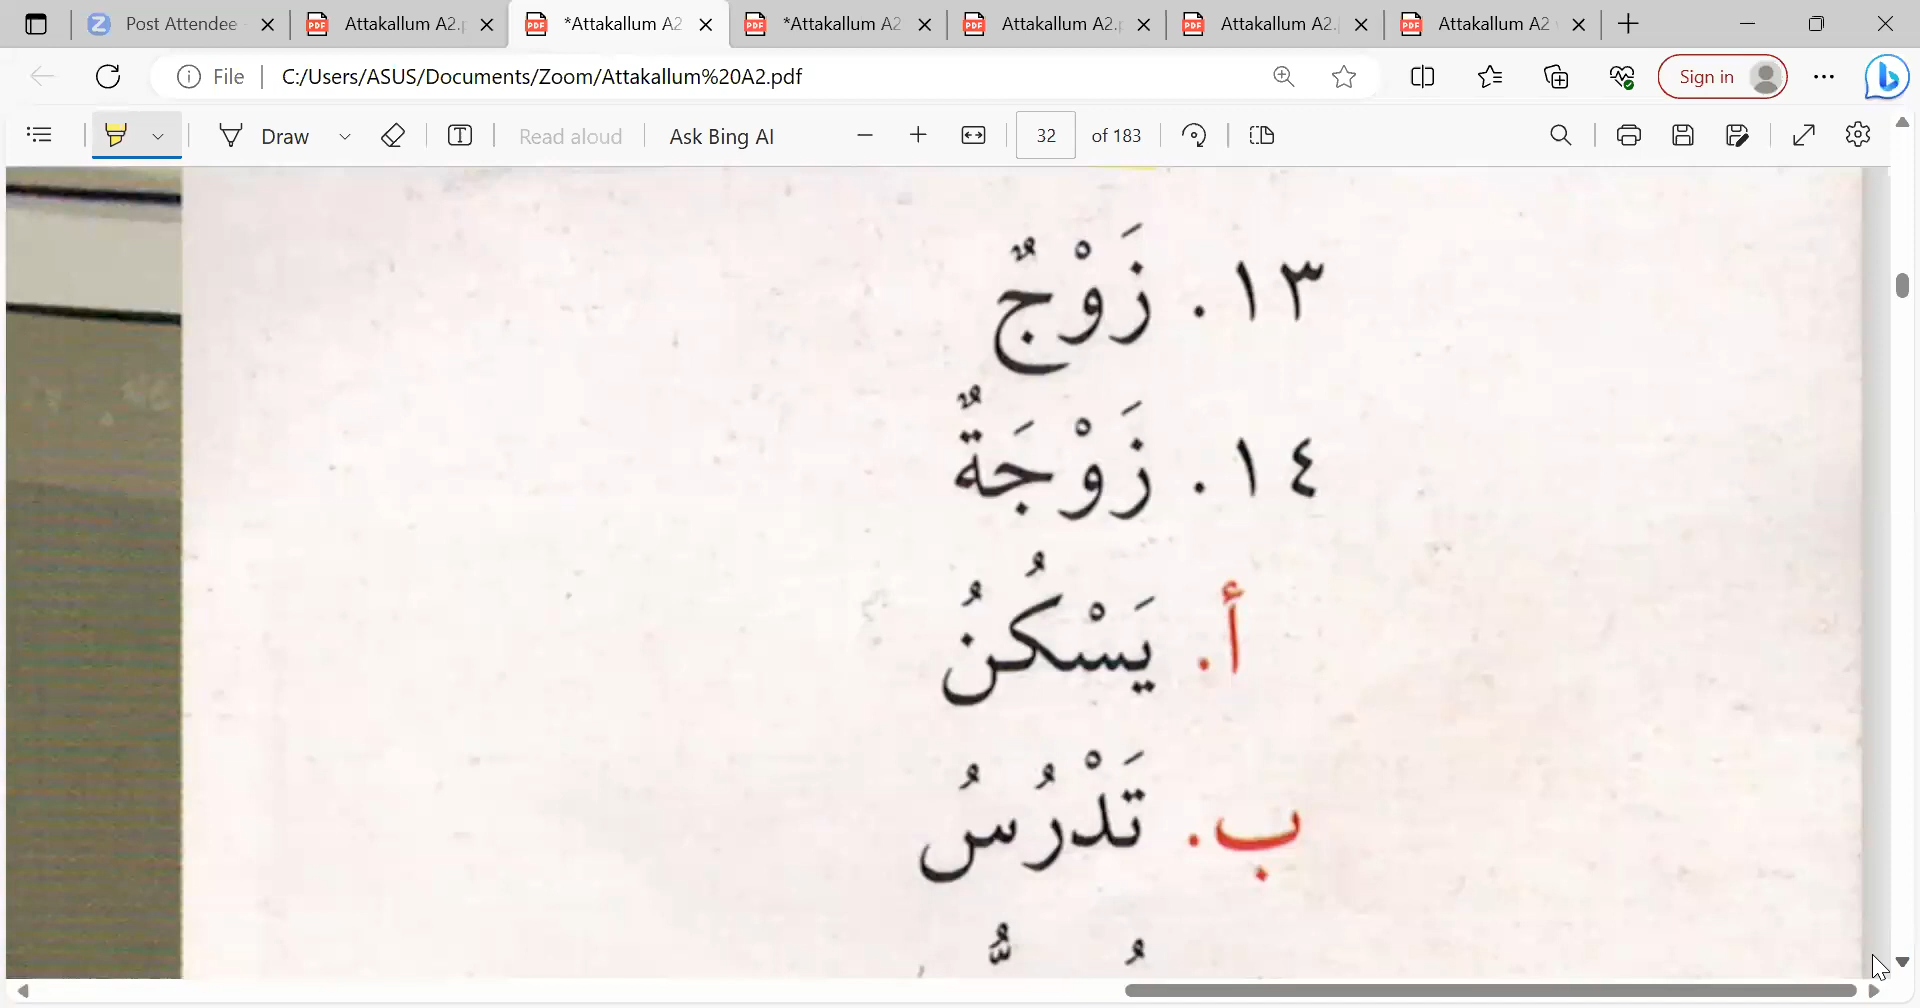 Post Attendee
Attakallum A2.p
*Attakallum A2
*Attakallum A2
Attakallum A2.p
Attakallum A2.
Attakallum A2
File
C:/Users/ASUS/Documents/Zoom/Attakallum%20A2.pdf
Sign in
Draw
Read aloud
Ask Bing AI
32
of 183
١٣. زَوْجٌ
١٤. زَوْجَةٌ
أ. يَسْكُنُ
ب. تَدْرُسُ